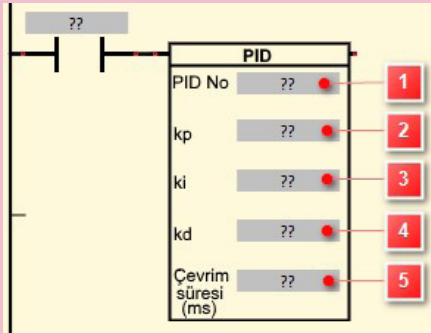 ??
PID
PID No ?? 1
kp ?? 2
ki ?? 3
kd ?? 4
Çevrim
süresi ?? 5
(ms)